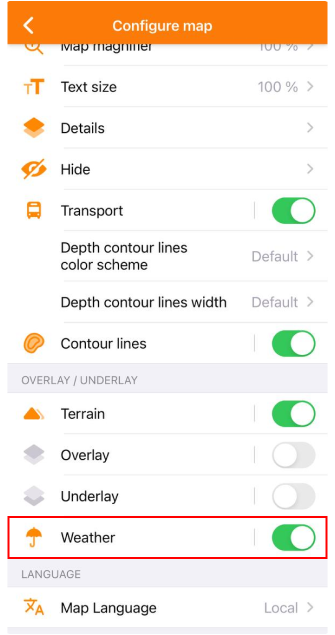 Configure map
Map magnifier 100 %
Text size 100 %
Details
Hide
Transport
Depth contour lines
color scheme Default
Depth contour lines width Default
Contour lines
OVERLAY / UNDERLAY
Terrain
Overlay
Underlay
Weather
LANGUAGE
Map Language Local